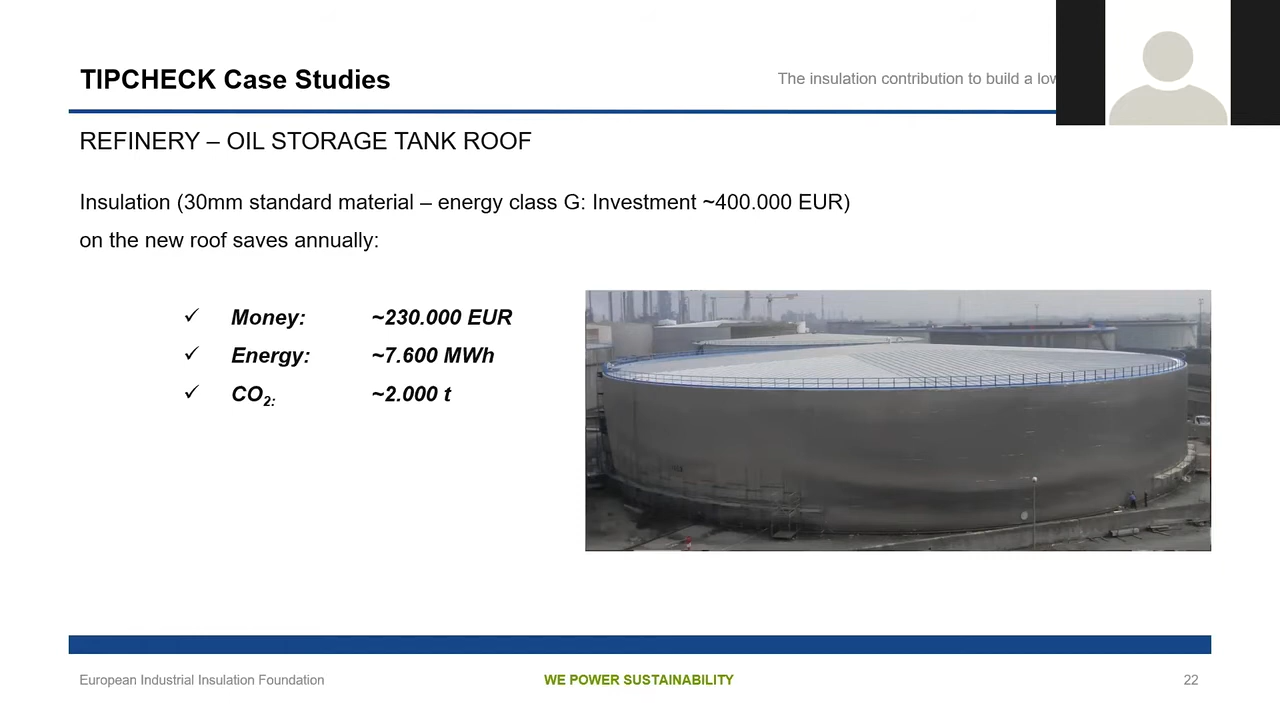 TIPCHECK Case Studies
The insulation contribution to build a
REFINERY – OIL STORAGE TANK ROOF
Insulation (30mm standard material – energy class G: Investment ~400.000 EUR)
on the new roof saves annually:
✓ Money: ~230.000 EUR
✓ Energy: ~7.600 MWh
✓ CO2: ~2.000 t
European Industrial Insulation Foundation
WE POWER SUSTAINABILITY
22